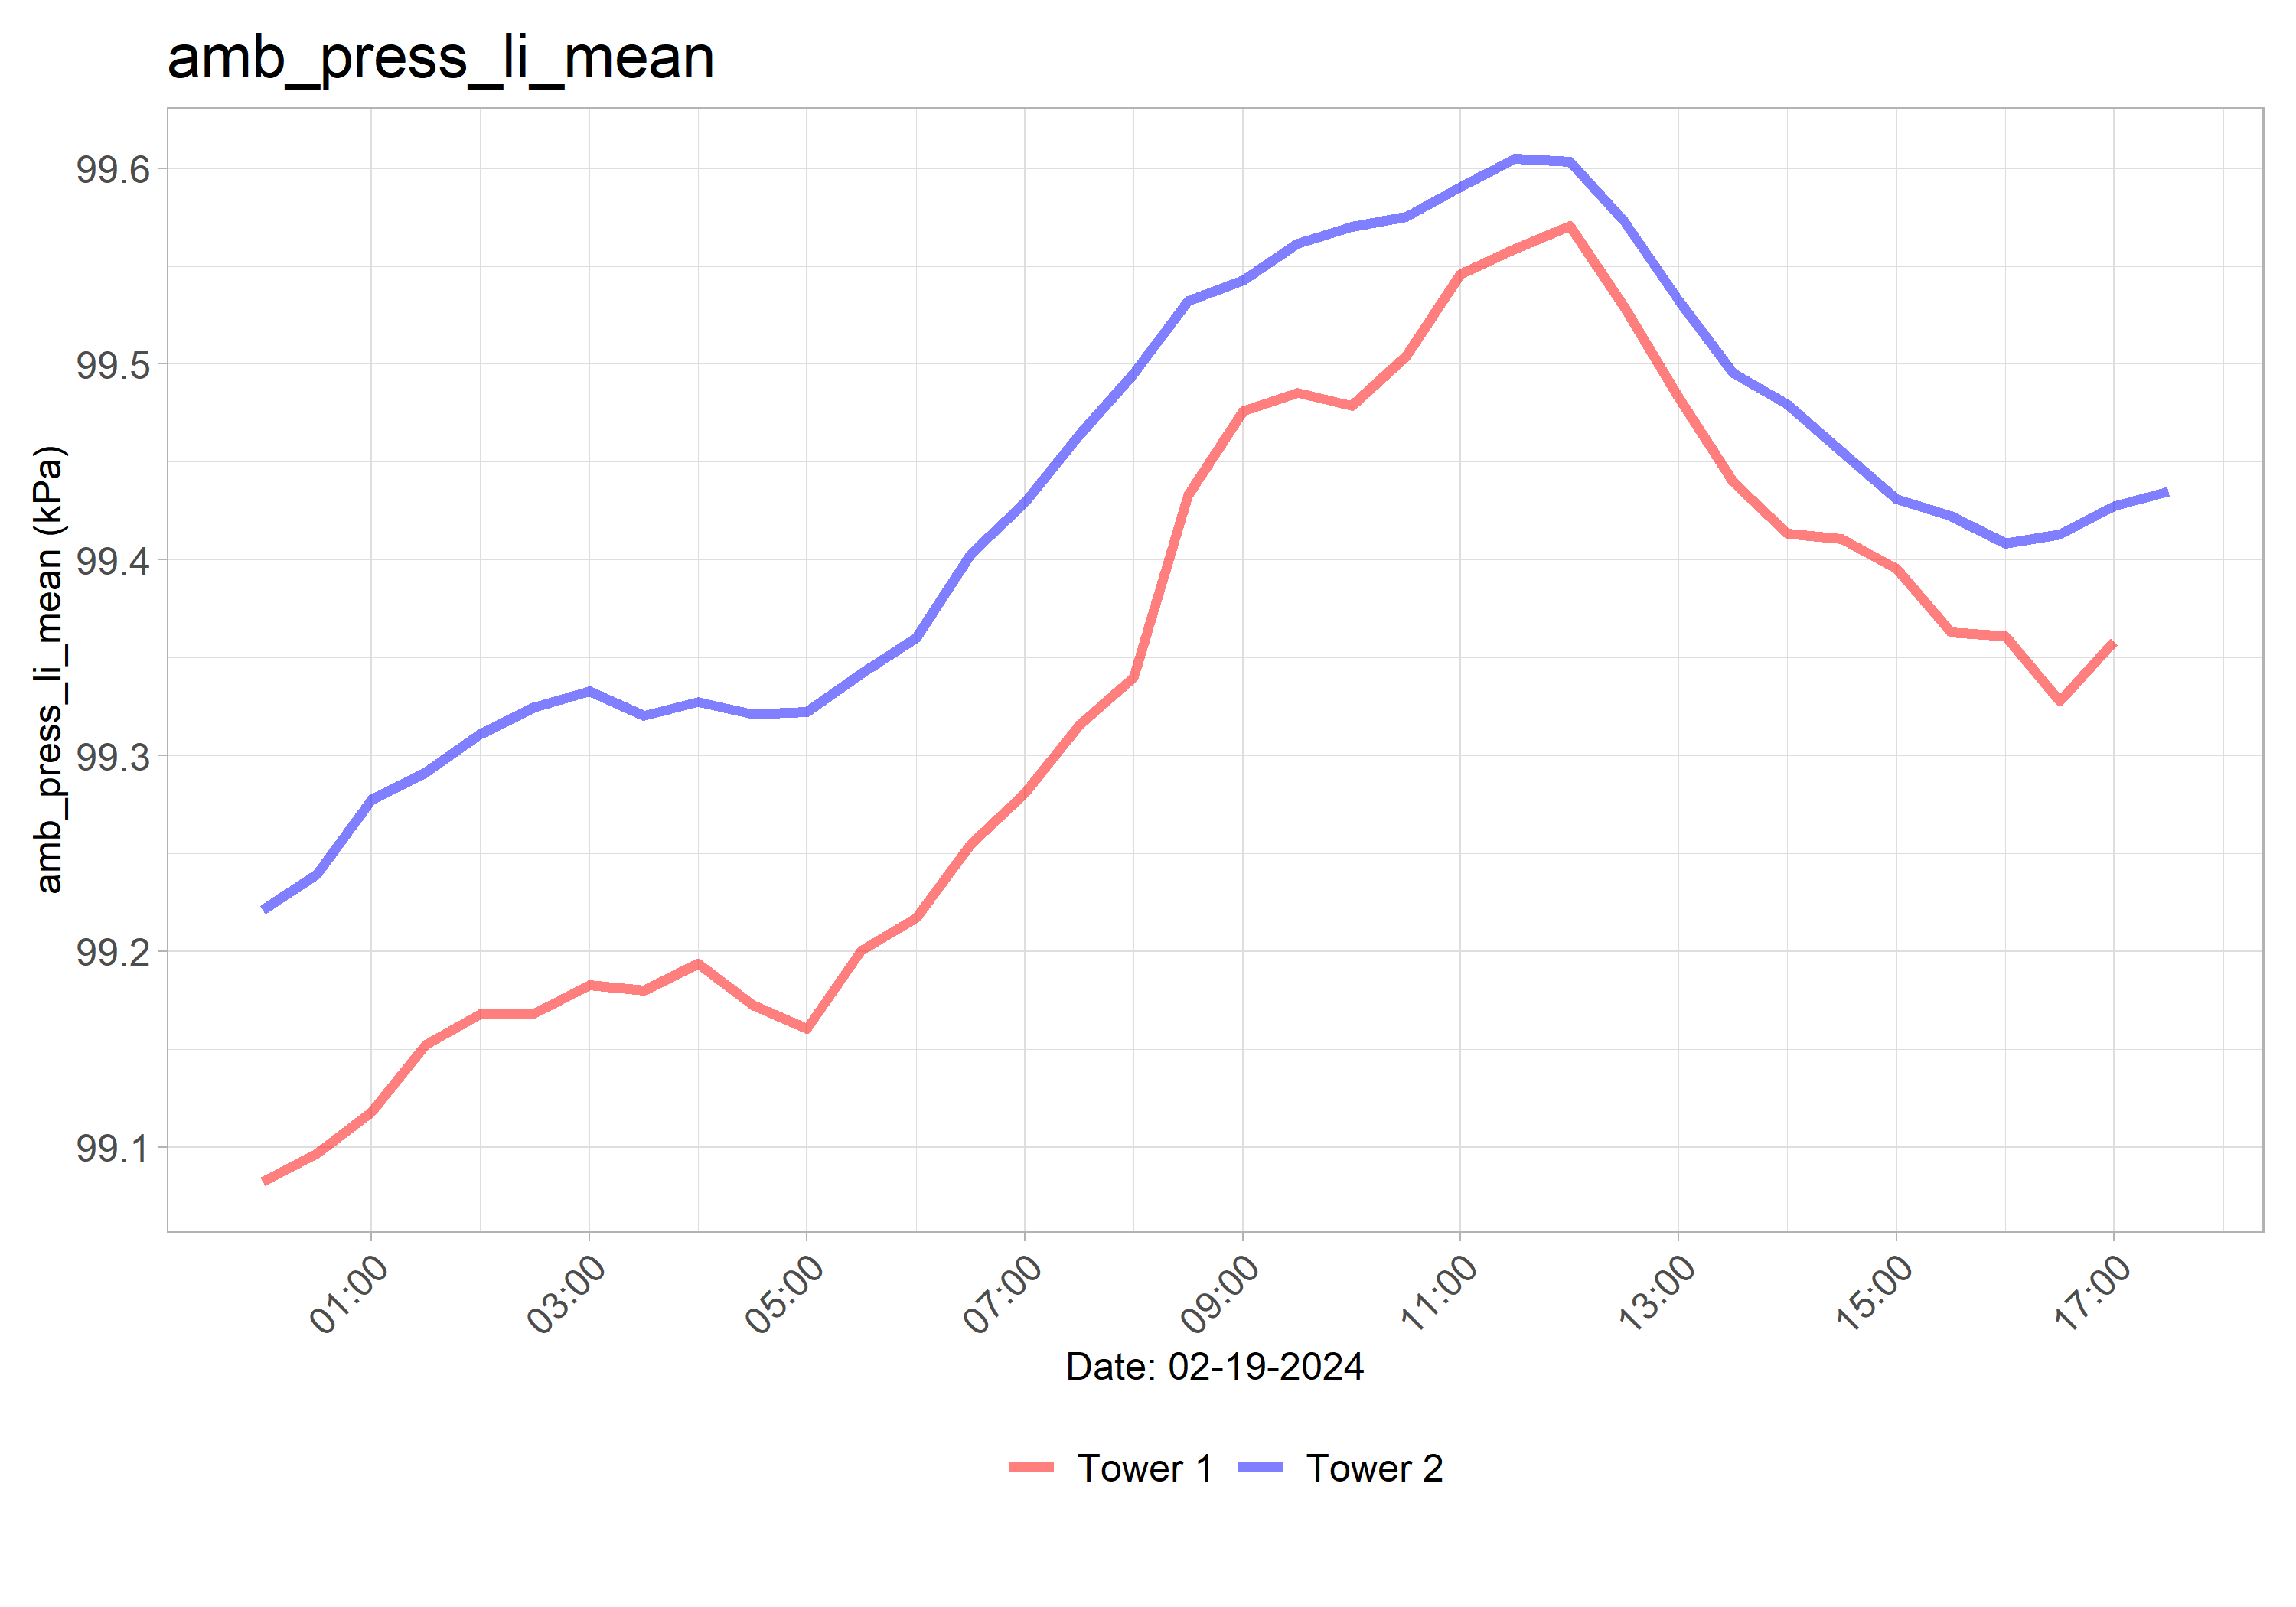 amb_press_li_mean
amb_press_li_mean (kPa)
99.6
99.5
99.4
99.3
99.2
99.1
01:00 03:00 05:00 07:00 09:00 11:00 13:00 15:00 17:00
Date: 02-19-2024
Tower 1 Tower 2